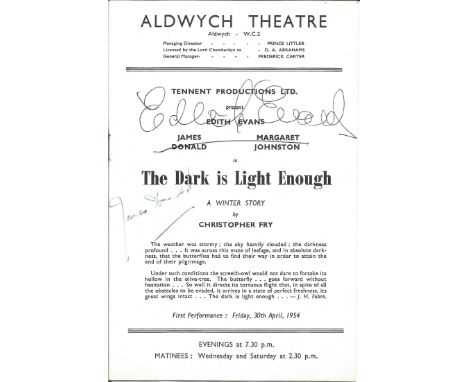 ALDWYCH THEATRE
Aldwych - W.C.2
Managing Director - - - - - PRINCE LITTLER
Licensed by the Lord Chamberlain to - D. A. ABRAHAMS
General Manager - - - - - FREDERICK CARTER
TENNENT PRODUCTIONS LTD.
present
Edith Evans
EDITH EVANS
JAMES MARGARET
DONALD JOHNSTON
in
The Dark is Light Enough
James Donald
A WINTER STORY
by
CHRISTOPHER FRY
The weather was stormy ; the sky heavily clouded ; the darkness
profound . . . It was across this maze of leafage, and in absolute dark-
ness, that the butterflies had to find their way in order to attain the
end of their pilgrimage.
Under such conditions the screech-owl would not dare to forsake its
hollow in the olive-tree. The butterfly . . . goes forward without
hesitation . . . So well it directs its tortuous flight that, in spite of all
the obstacles to be evaded, it arrives in a state of perfect freshness, its
great wings intact . . . The dark is light enough . . . — J. H. Fabre.
First Performance : Friday, 30th April, 1954
EVENINGS at 7.30 p.m.
MATINEES : Wednesday and Saturday at 2.30 p.m.